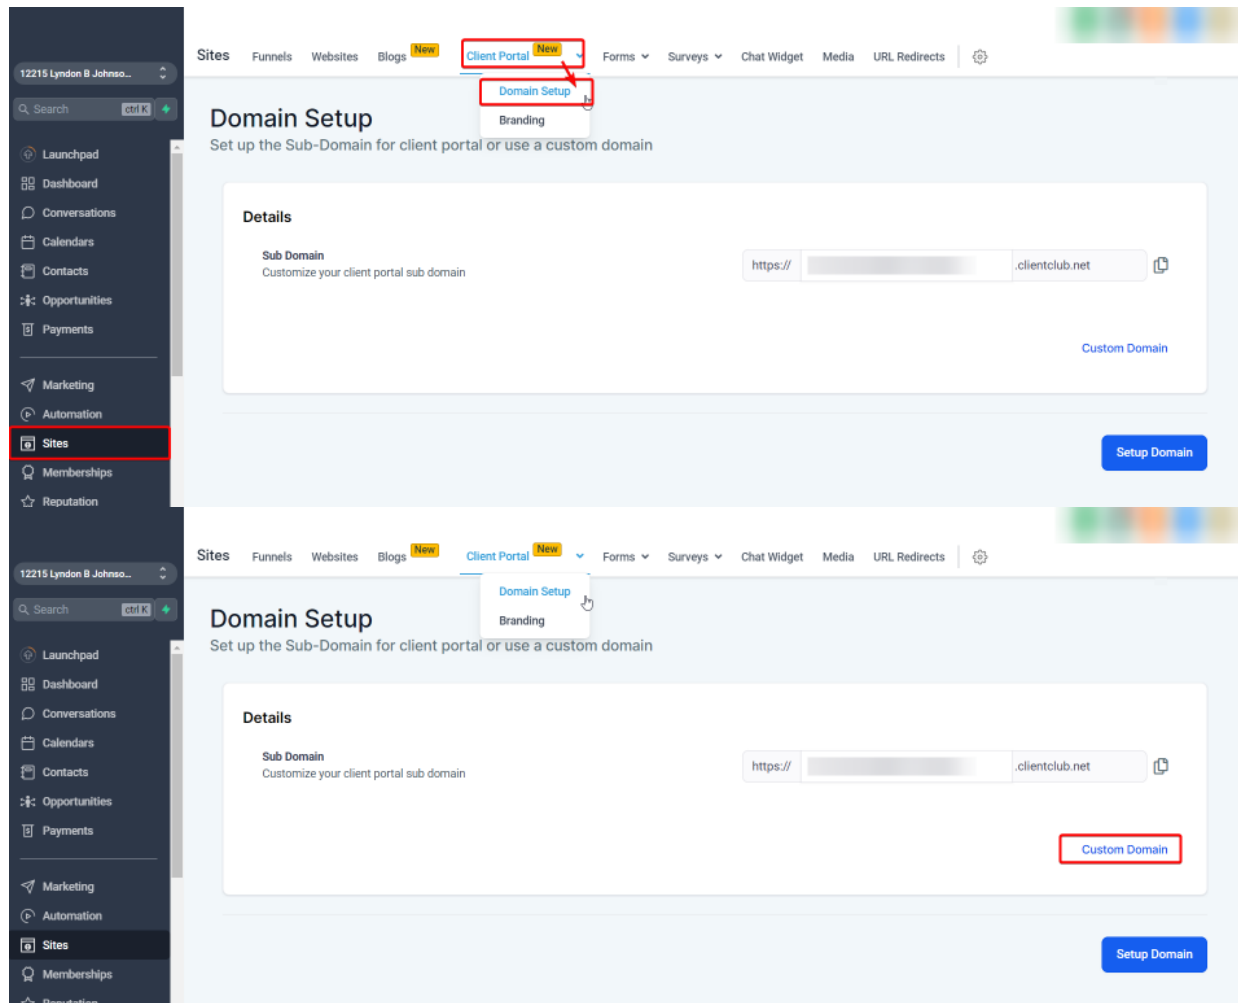 Sites Funnels Websites Blogs New Client Portal New Forms Surveys Chat Widget Media URL Redirects
12215 Lyndon B Johnso...
Search ctrl K
Domain Setup
Branding
Domain Setup
Set up the Sub-Domain for client portal or use a custom domain
Launchpad
Dashboard
Conversations
Calendars
Contacts
Opportunities
Payments
Marketing
Automation
Sites
Memberships
Reputation
Details
Sub Domain
Customize your client portal sub domain
https:// .clientclub.net
Custom Domain
Setup Domain
Sites Funnels Websites Blogs New Client Portal New Forms Surveys Chat Widget Media URL Redirects
12215 Lyndon B Johnso...
Search ctrl K
Domain Setup
Branding
Domain Setup
Set up the Sub-Domain for client portal or use a custom domain
Launchpad
Dashboard
Conversations
Calendars
Contacts
Opportunities
Payments
Marketing
Automation
Sites
Memberships
Reputation
Details
Sub Domain
Customize your client portal sub domain
https:// .clientclub.net
Custom Domain
Setup Domain